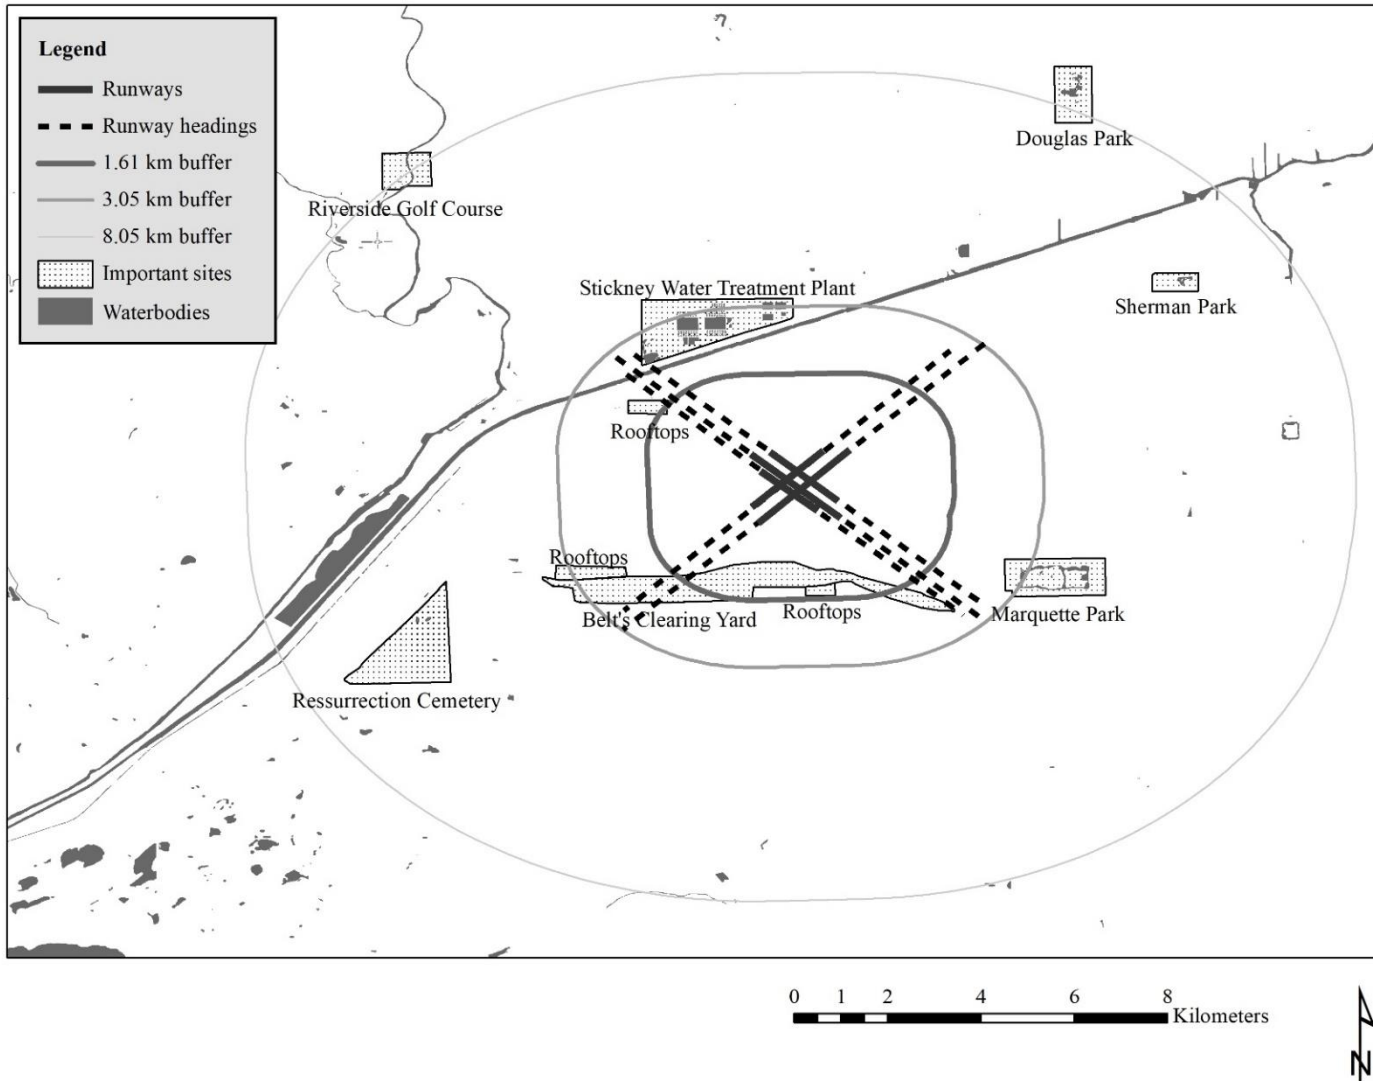 Legend
Runways
Runway headings
1.61 km buffer
3.05 km buffer
8.05 km buffer
Important sites
Waterbodies
Douglas Park
Riverside Golf Course
Stickney Water Treatment Plant
Sherman Park
Rooftops
Rooftops
Rooftops
Belt's Clearing Yard
Marquette Park
Ressurrection Cemetery
0 1 2 4 6 8
Kilometers
N